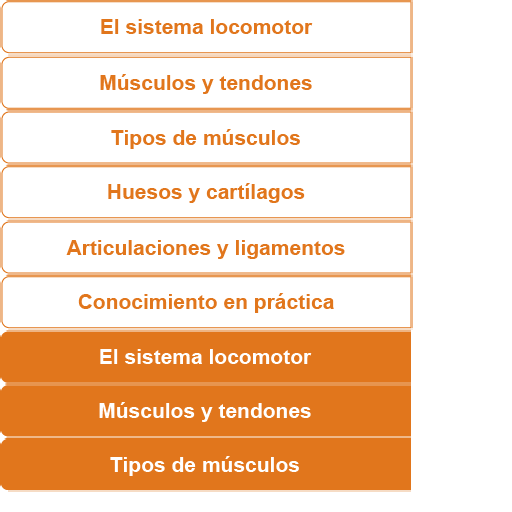 El sistema locomotor
Músculos y tendones
Tipos de músculos
Huesos y cartílagos
Articulaciones y ligamentos
Conocimiento en práctica
El sistema locomotor
Músculos y tendones
Tipos de músculos